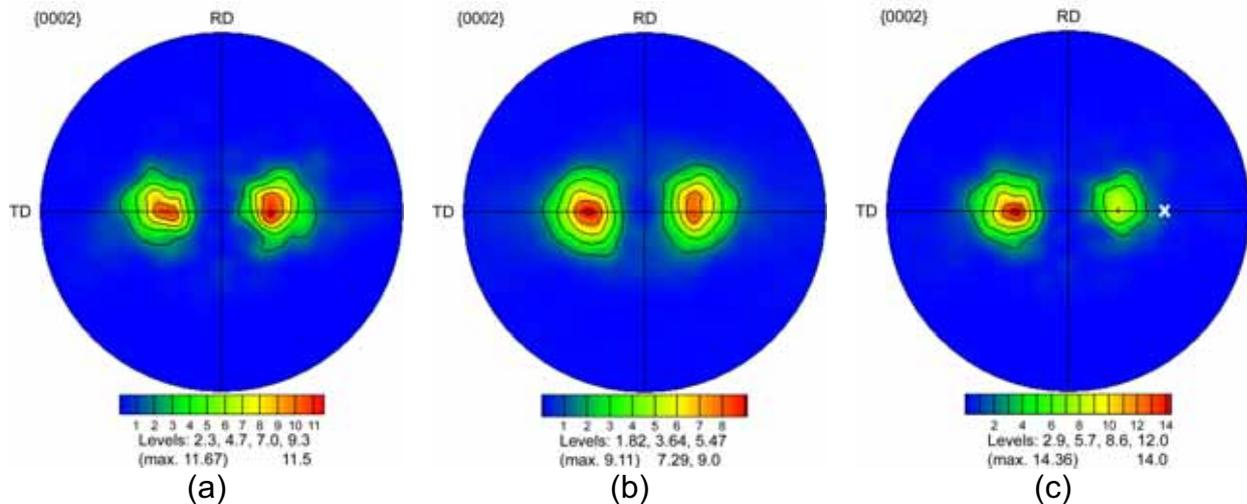 {0002} RD
TD
1 2 3 4 5 6 7 8 9 10 11
Levels: 2.3, 4.7, 7.0, 9.3
(max. 11.67) 11.5
(a)
{0002} RD
TD
1 2 3 4 5 6 7 8
Levels: 1.82, 3.64, 5.47
(max. 9.11) 7.29, 9.0
(b)
{0002} RD
TD
x
2 4 6 8 10 12 14
Levels: 2.9, 5.7, 8.6, 12.0
(max. 14.36) 14.0
(c)